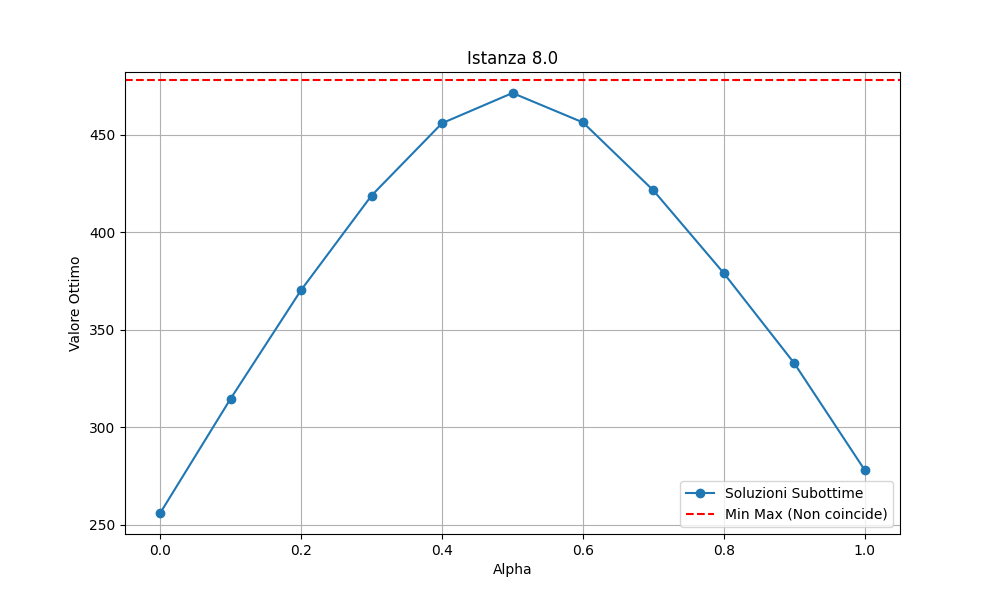 Istanza 8.0
Valore Ottimo
450
400
350
300
250
0.0 0.2 0.4 0.6 0.8 1.0
Alpha
Soluzioni Subottime
Min Max (Non coincide)